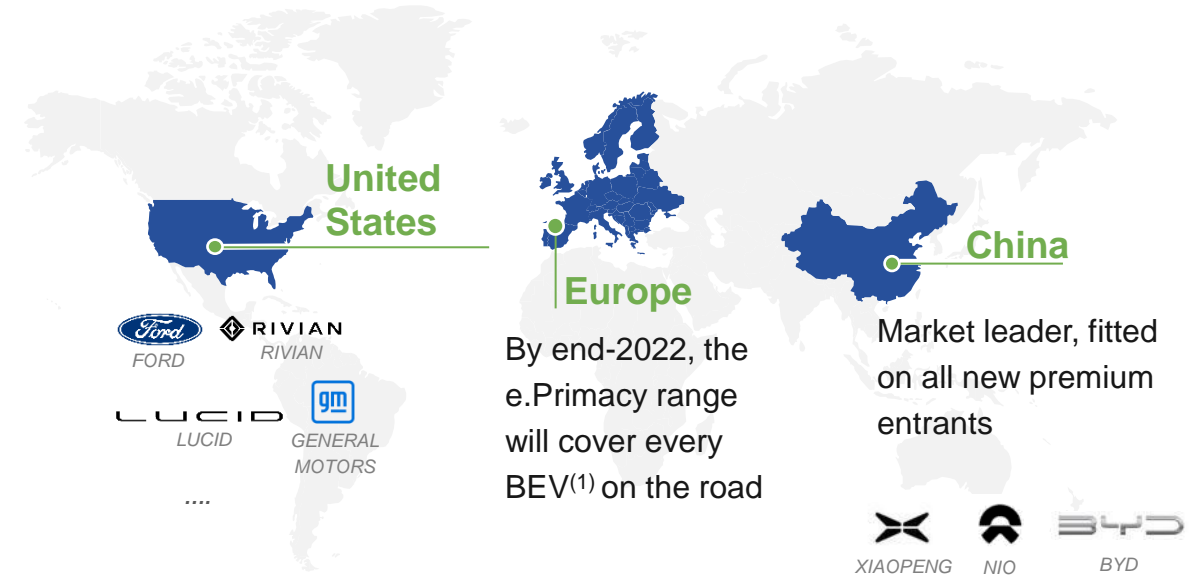 United
States
Ford
FORD
RIVIAN
RIVIAN
LUCID
LUCID
gm
GENERAL
MOTORS
....
Europe
By end-2022, the
e.Primacy range
will cover every
BEV(1) on the road
China
Market leader, fitted
on all new premium
entrants
XIAOPENG
NIO
BYD
BYD